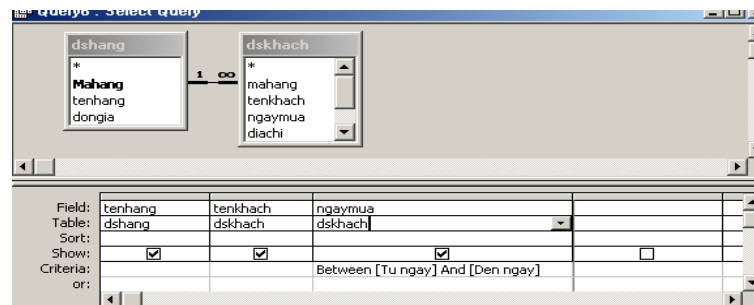 Query6 : Select Query
dshang
*
Mahang
tenhang
dongia
1 ∞
dskhach
*
mahang
tenkhach
ngaymua
diachi
Field: tenhang tenkhach ngaymua
Table: dshang dskhach dskhach
Sort:
Show:
Criteria: Between [Tu ngay] And [Den ngay]
or: